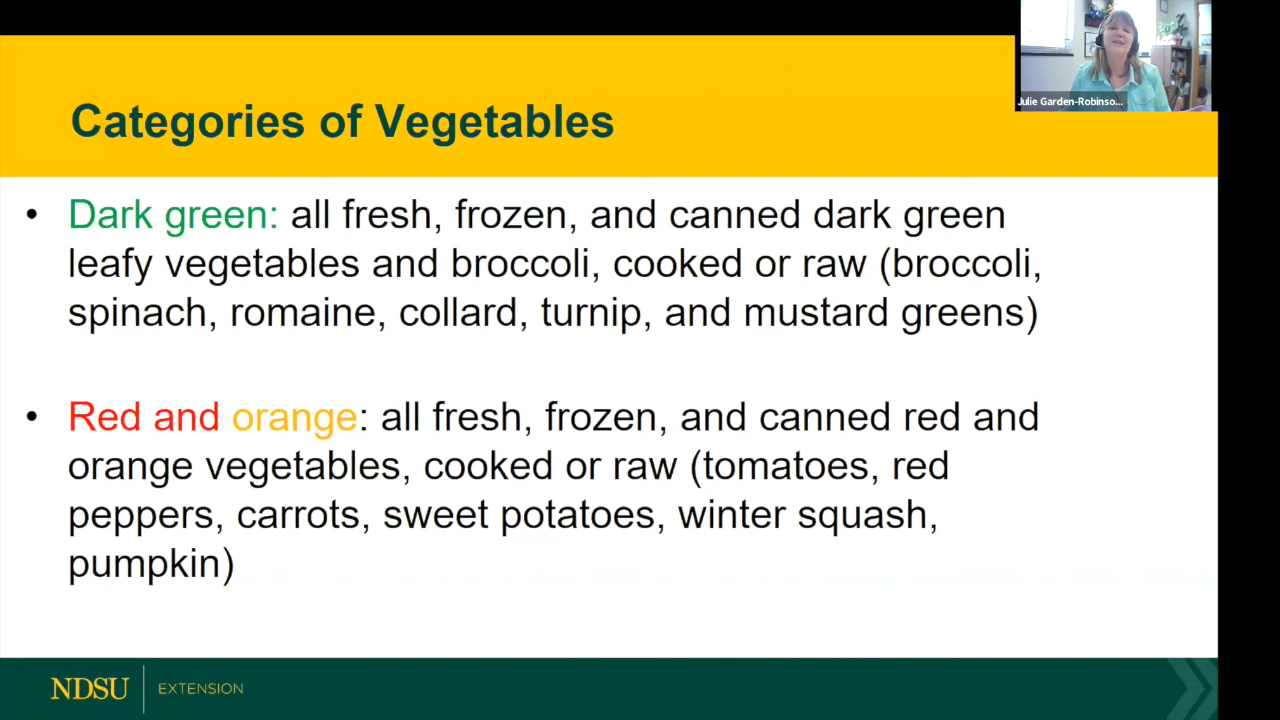 Julie Garden-Robinso...
Categories of Vegetables
• Dark green: all fresh, frozen, and canned dark green
leafy vegetables and broccoli, cooked or raw (broccoli,
spinach, romaine, collard, turnip, and mustard greens)
• Red and orange: all fresh, frozen, and canned red and
orange vegetables, cooked or raw (tomatoes, red
peppers, carrots, sweet potatoes, winter squash,
pumpkin)
NDSU EXTENSION